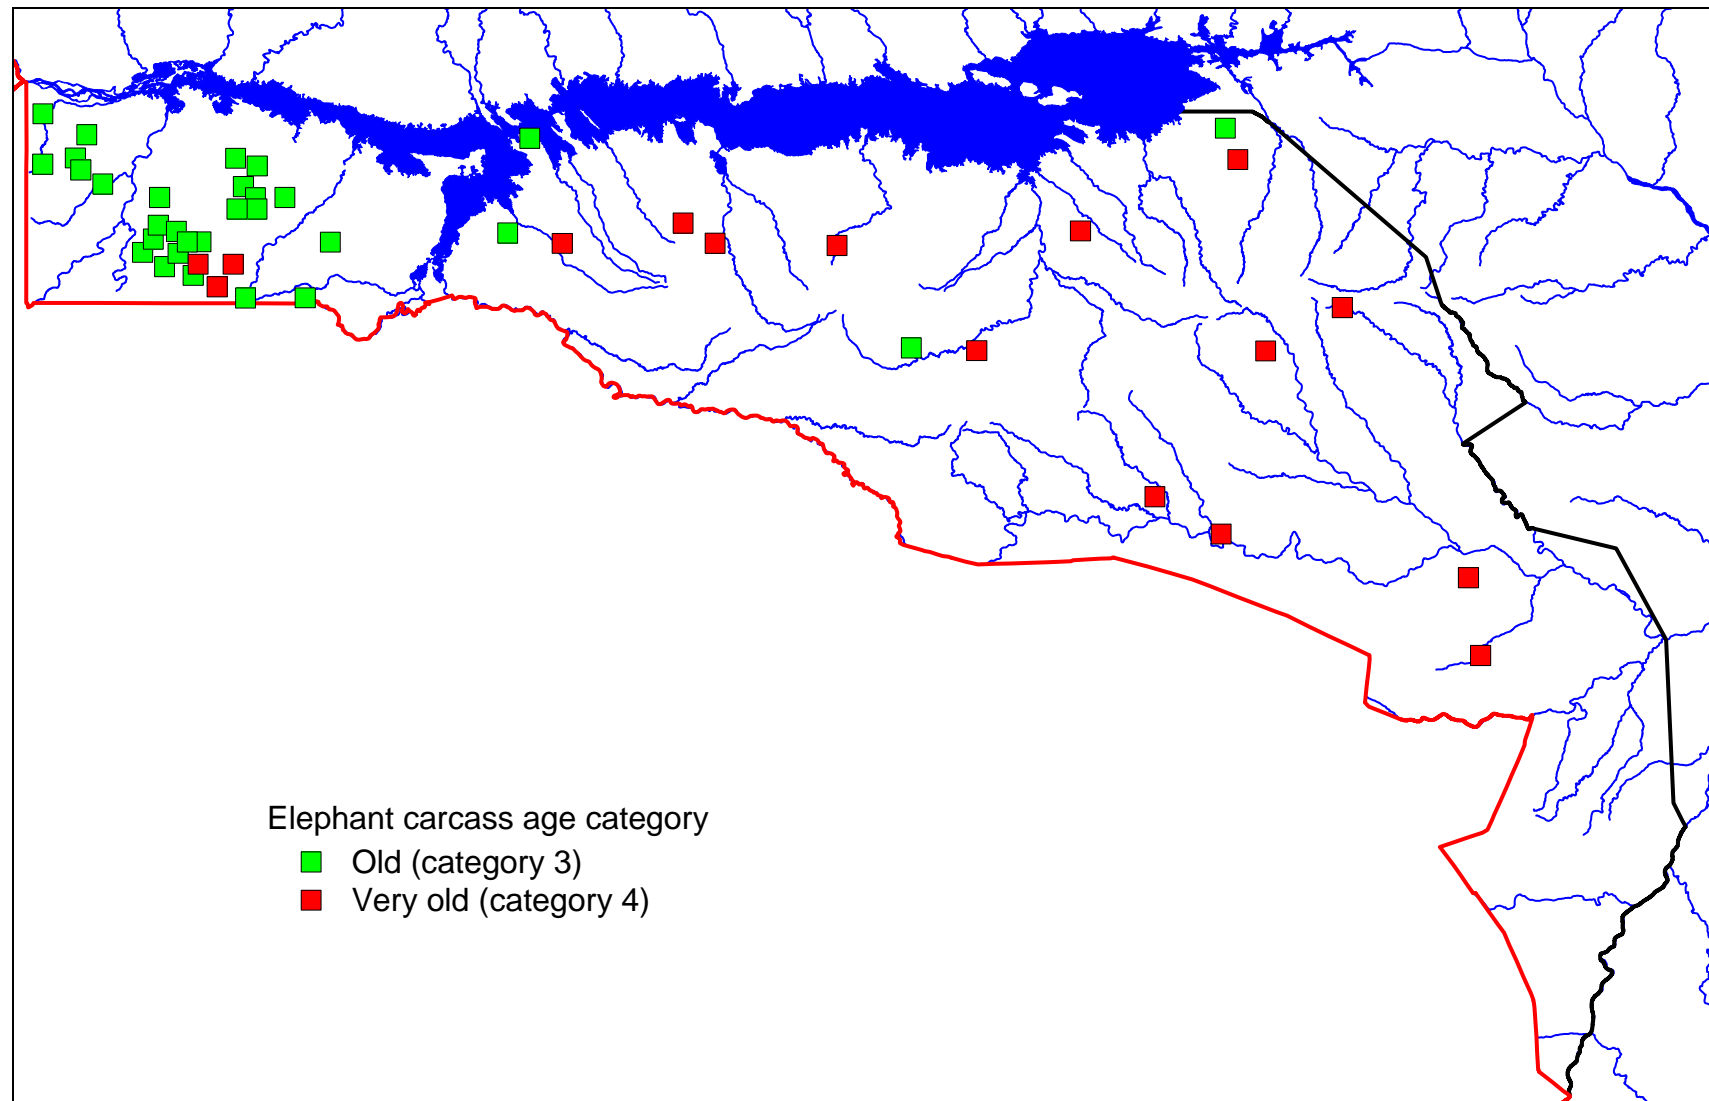 Elephant carcass age category
Old (category 3)
Very old (category 4)